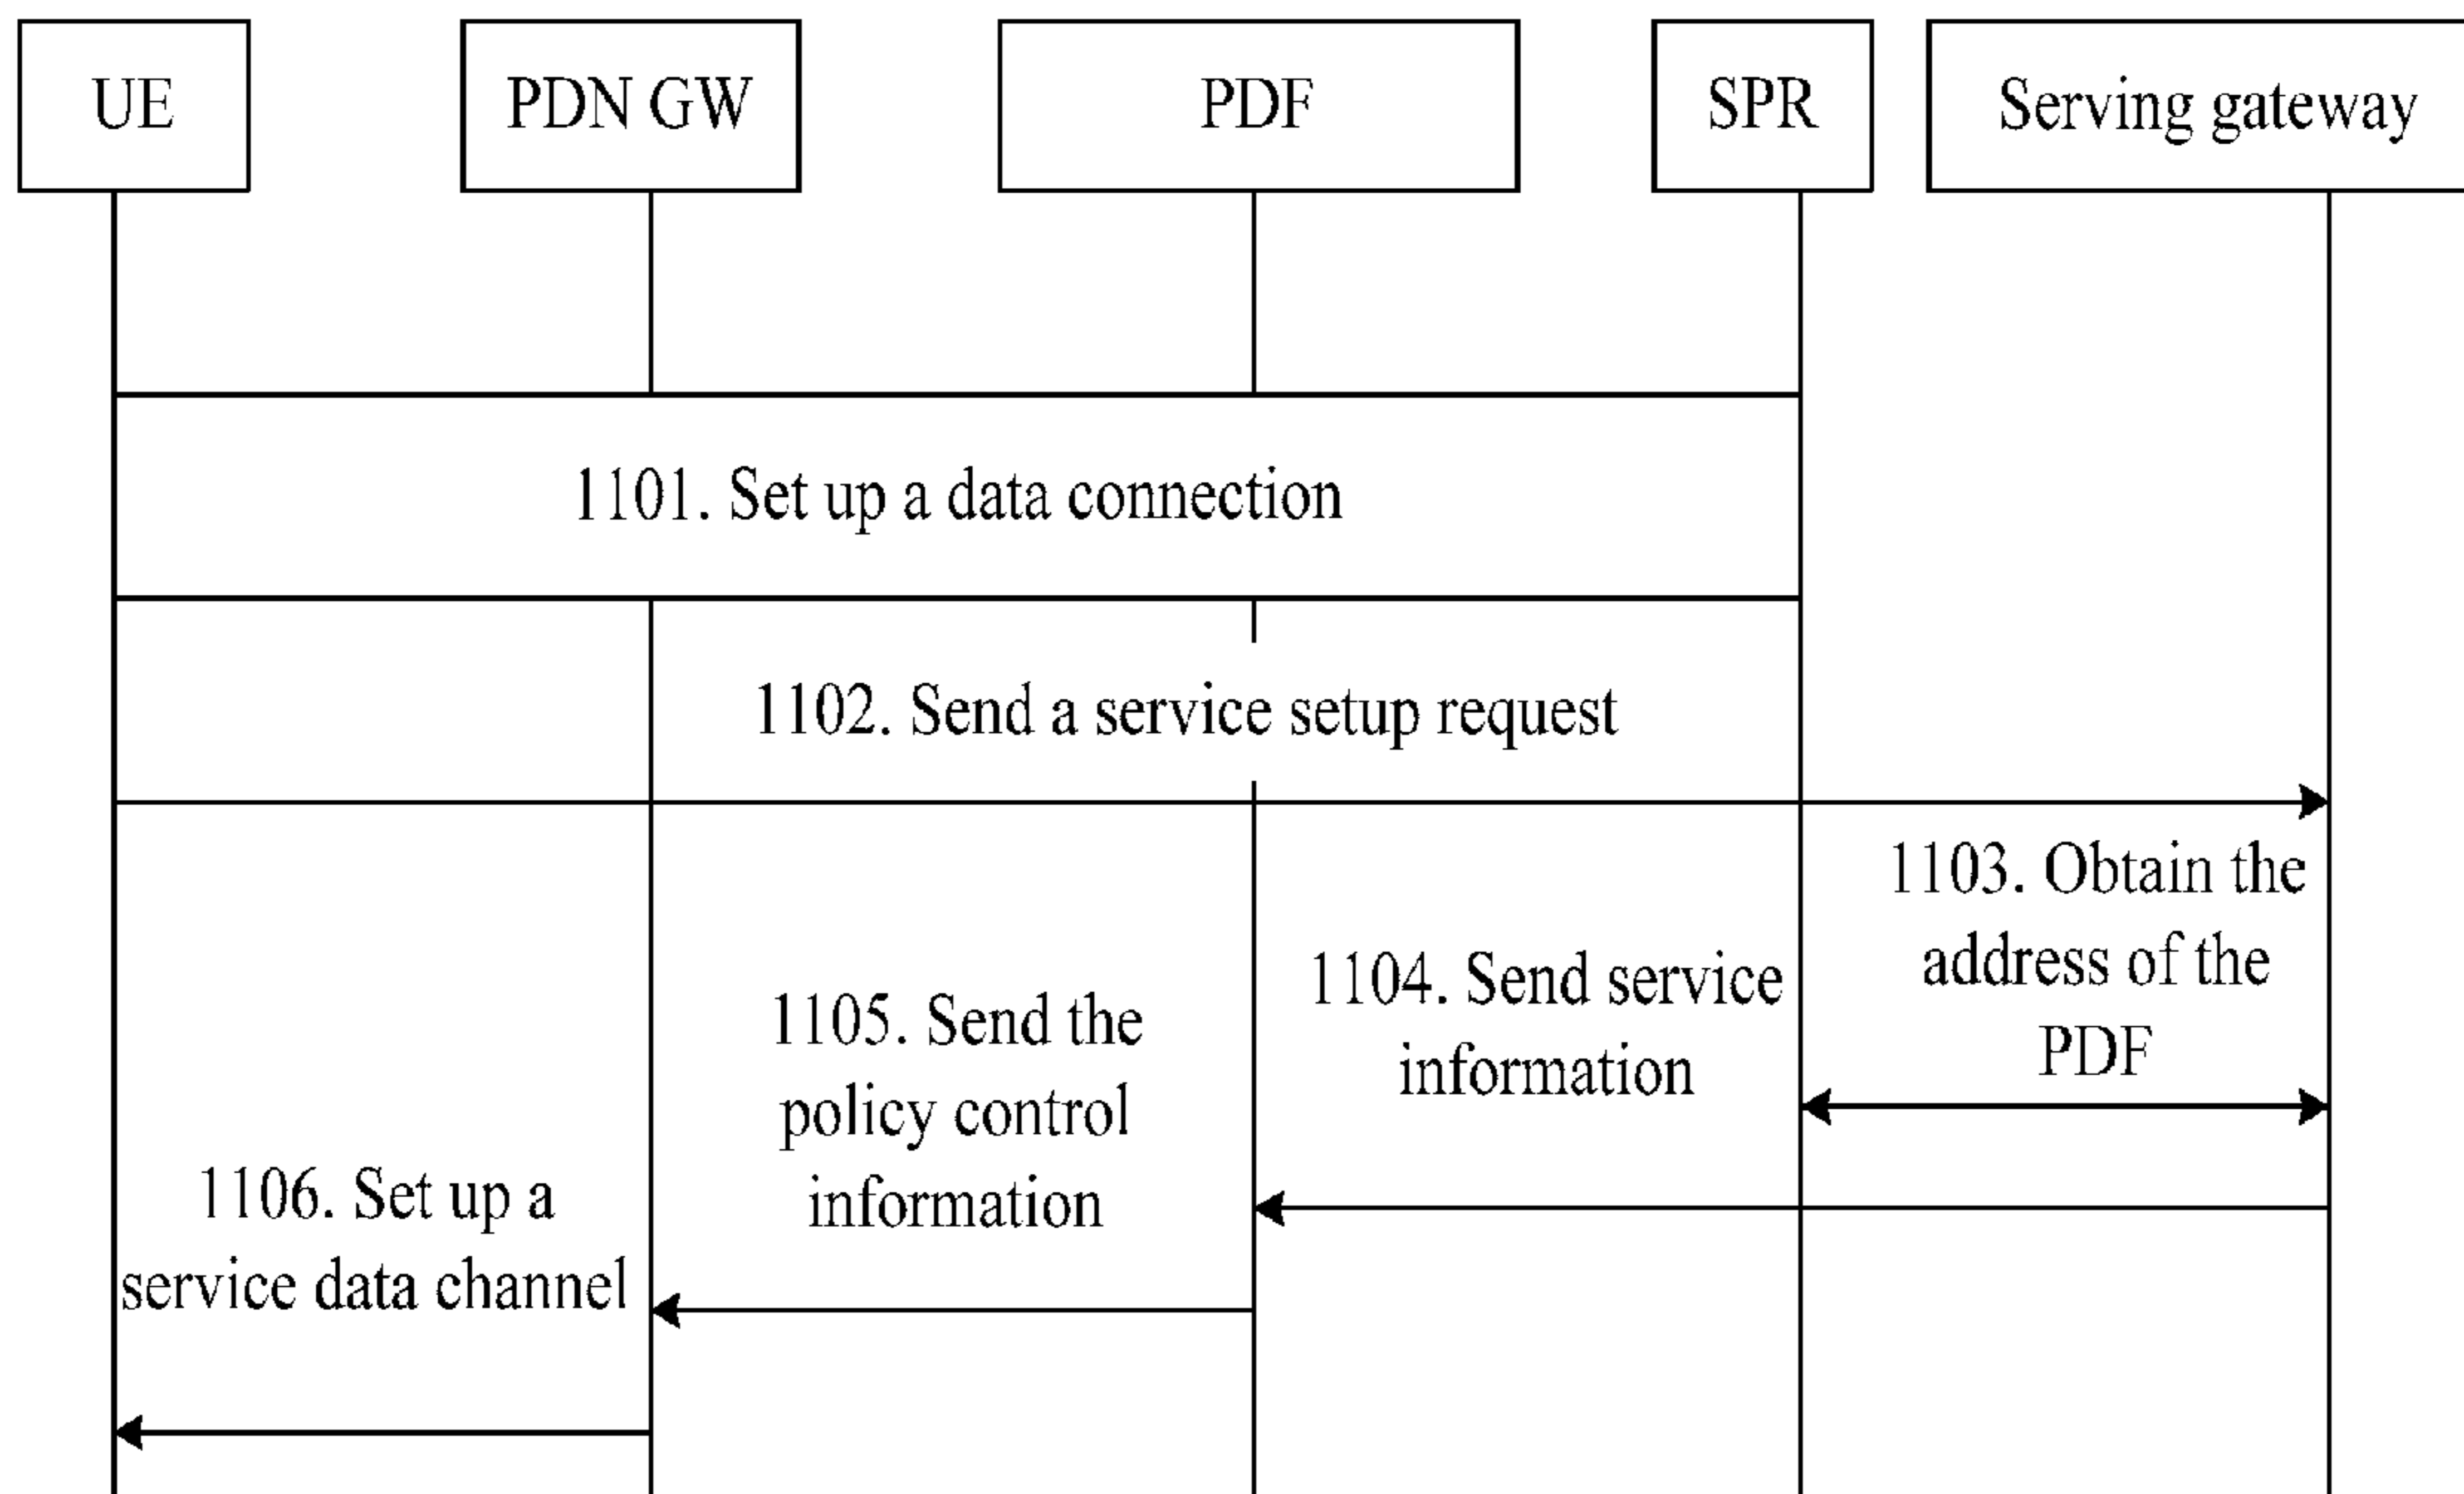 UE
PDN GW
PDF
SPR
Serving gateway
1101. Set up a data connection
1102. Send a service setup request
1103. Obtain the
address of the
PDF
1104. Send service
information
1105. Send the
policy control
information
1106. Set up a
service data channel